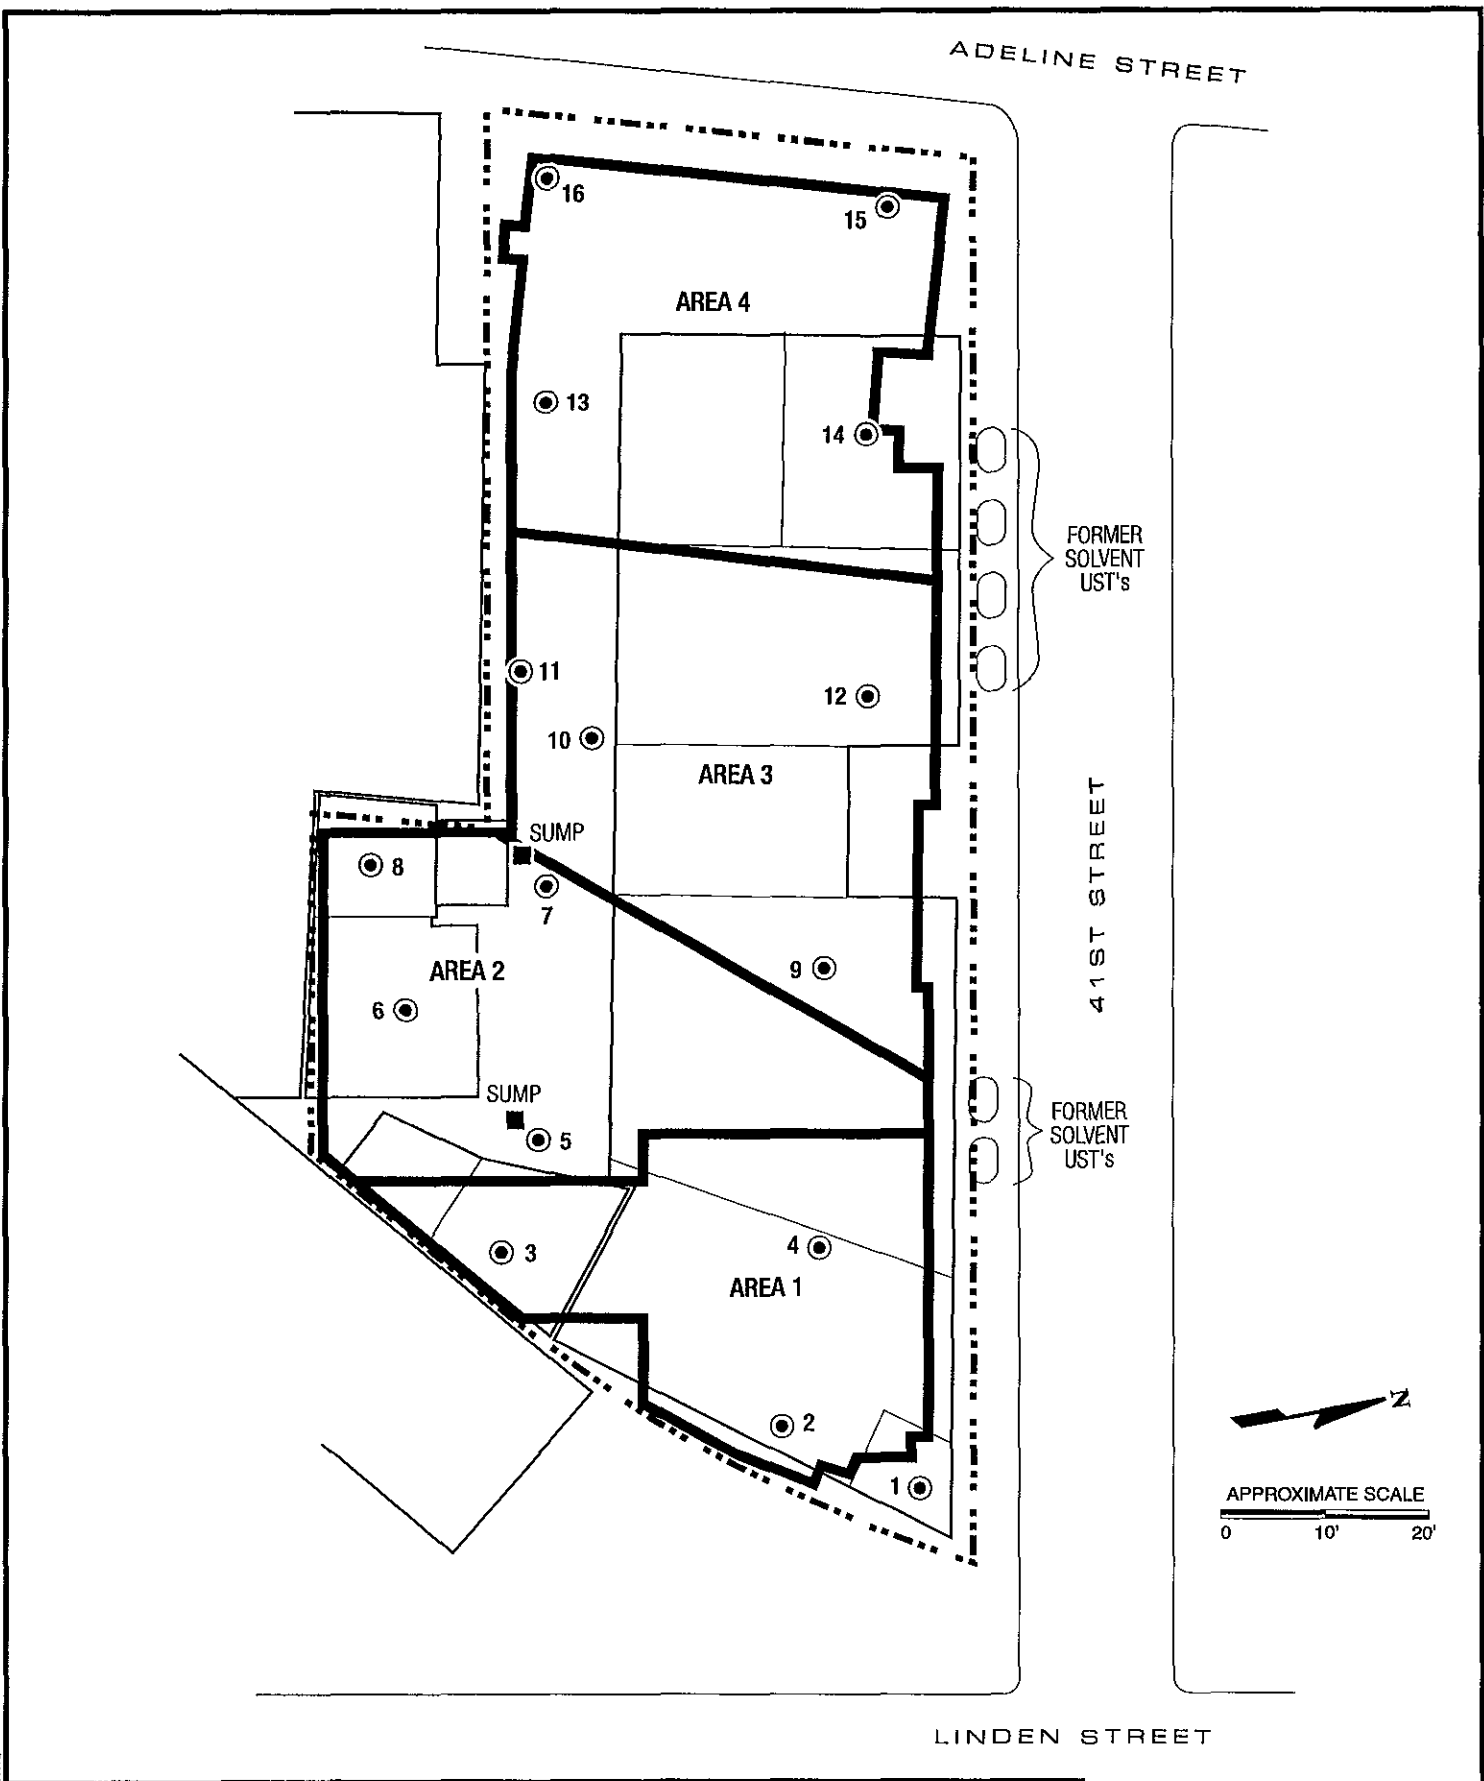 ADELINE STREET
16
15
AREA 4
13
14
FORMER
SOLVENT
UST's
11
12
10
AREA 3
SUMP
8
7
41ST STREET
9
AREA 2
6
SUMP
5
FORMER
SOLVENT
UST's
3
4
AREA 1
2
1
N
APPROXIMATE SCALE
0 10' 20'
LINDEN STREET